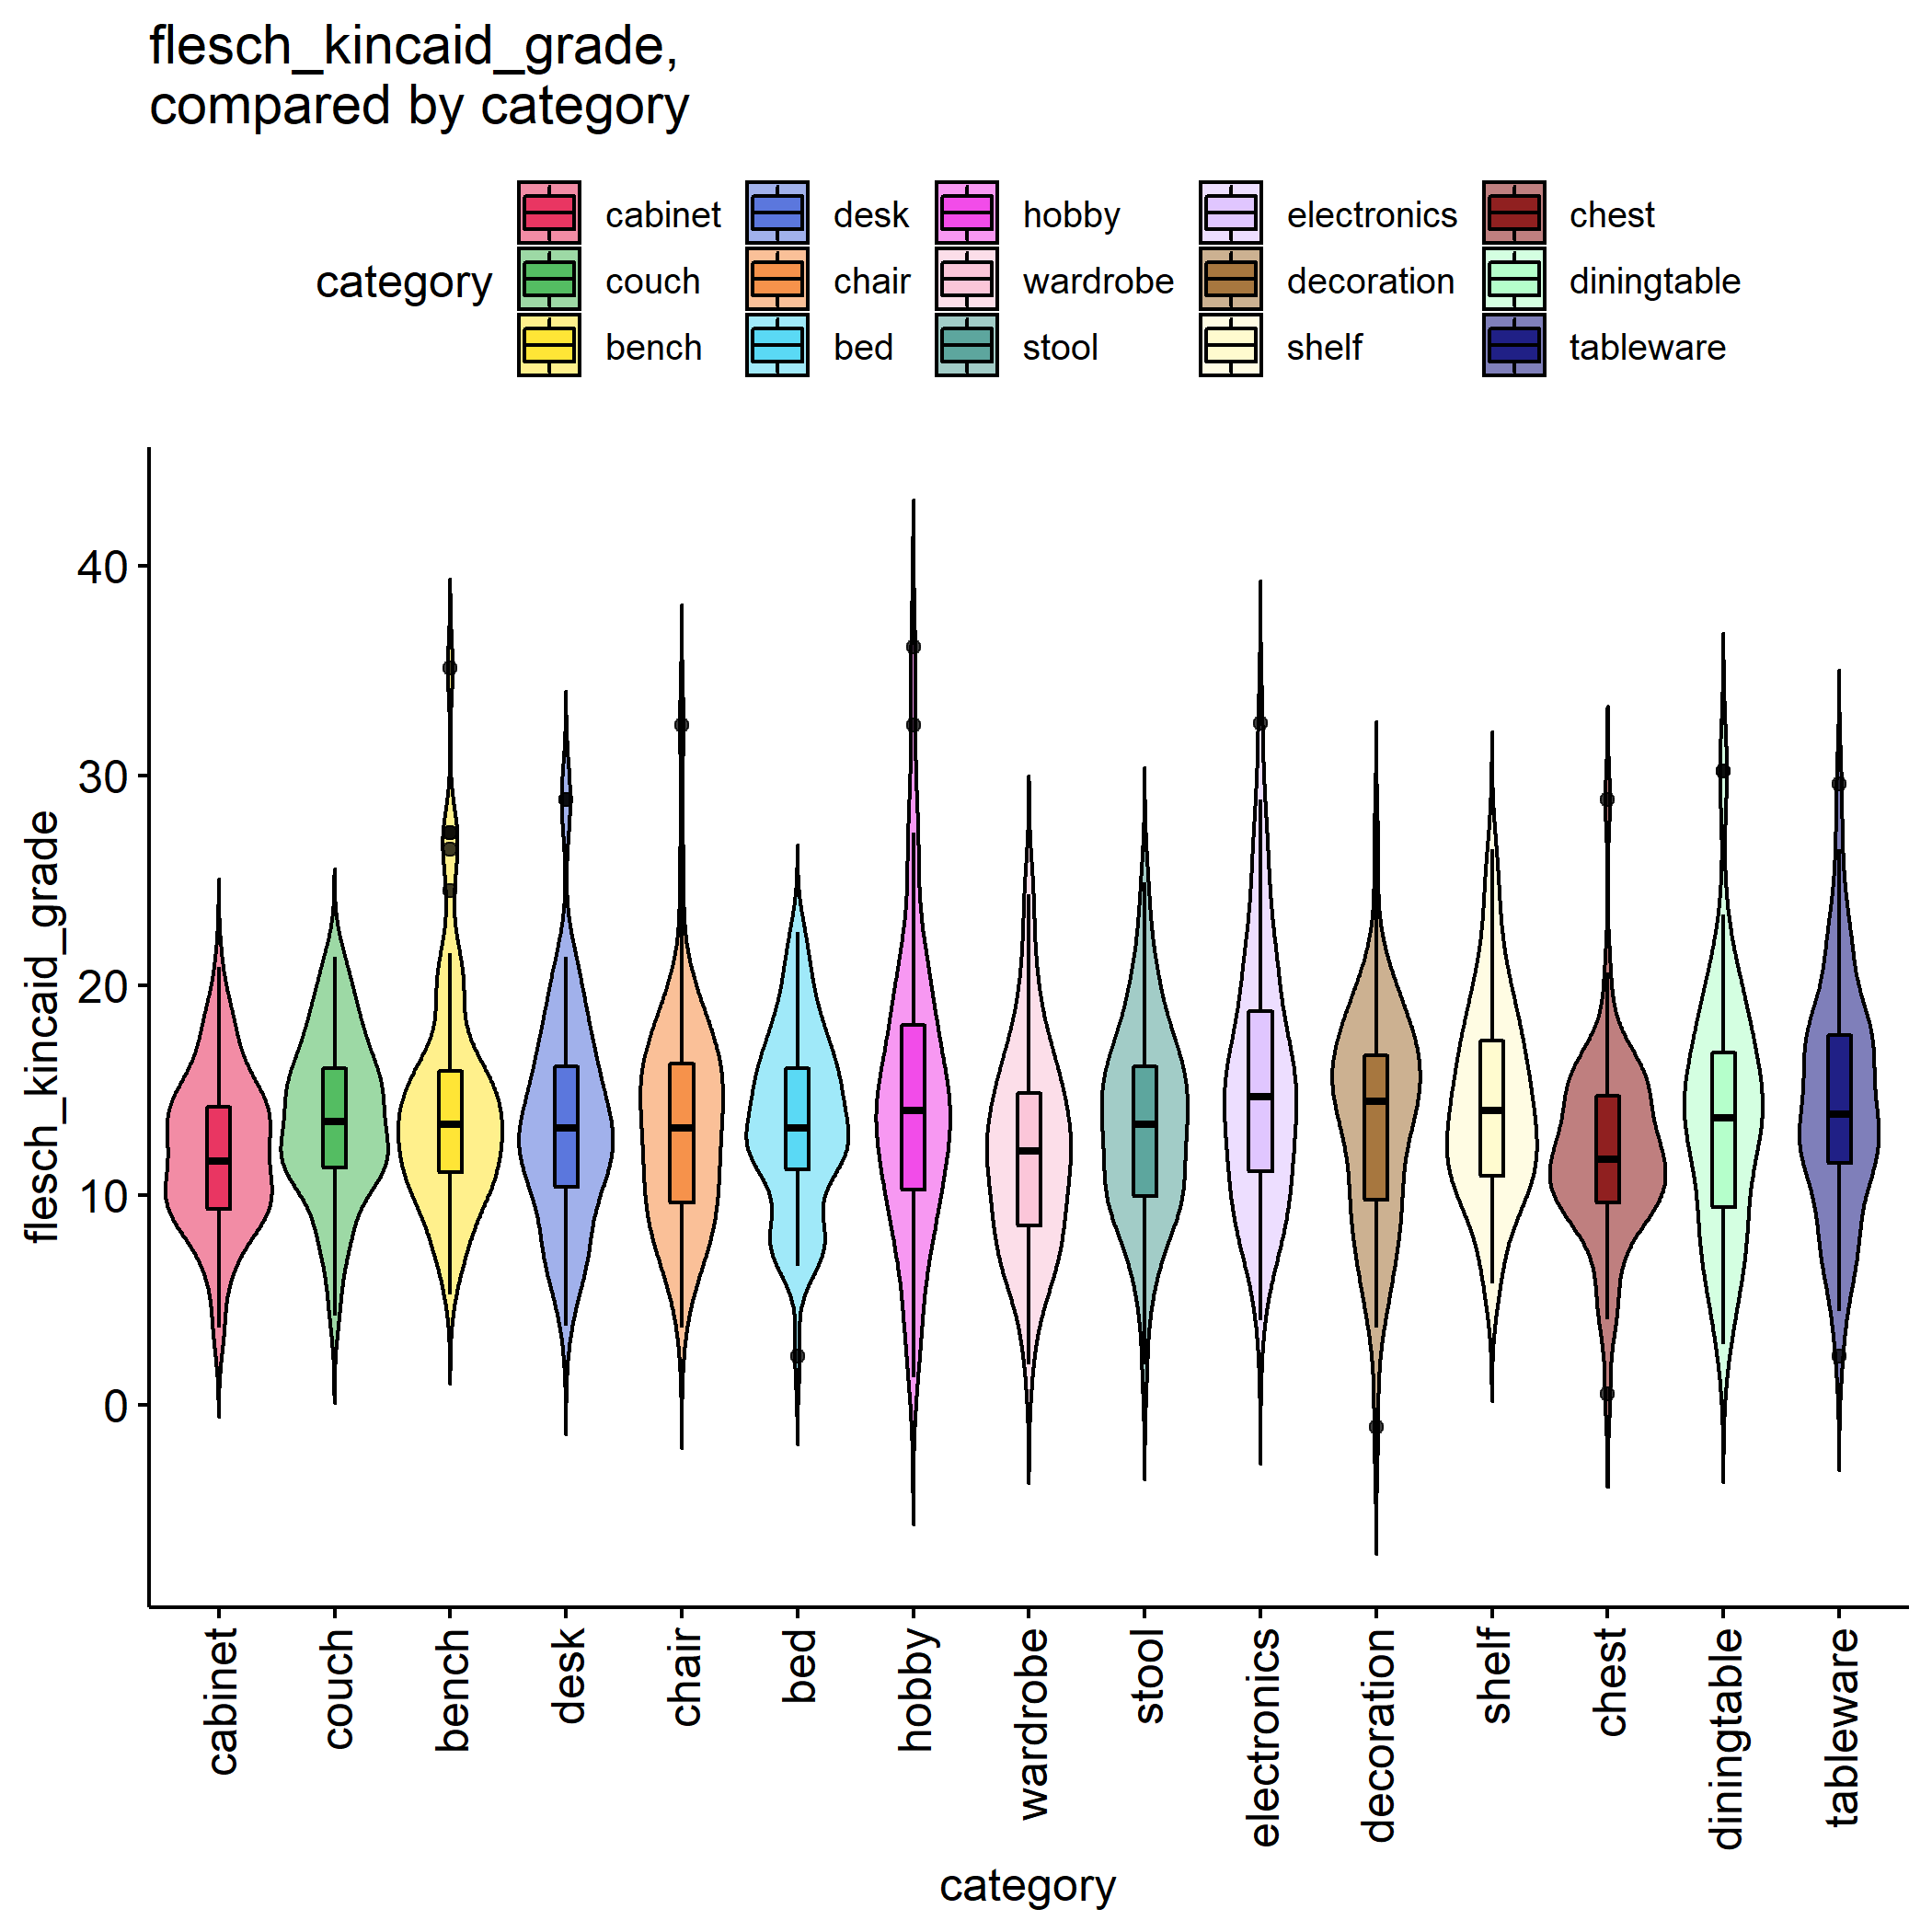 flesch_kincaid_grade,
compared by category
category
cabinet
couch
bench
desk
chair
bed
hobby
wardrobe
stool
electronics
decoration
shelf
chest
diningtable
tableware
flesch_kincaid_grade
40
30
20
10
0
cabinet
couch
bench
desk
chair
bed
hobby
wardrobe
stool
electronics
decoration
shelf
chest
diningtable
tableware
category